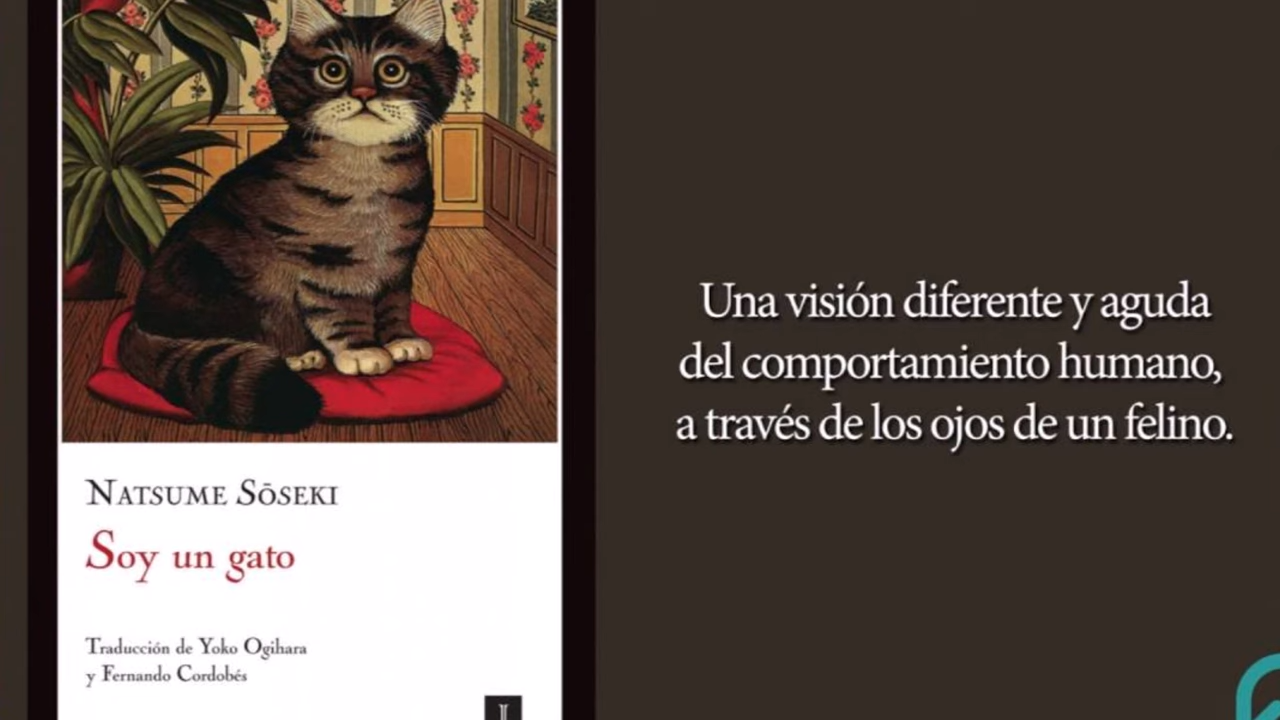 Natsume Sōseki
Soy un gato
Traducción de Yoko Ogihara
y Fernando Cordobés
I
Una visión diferente y aguda
del comportamiento humano,
a través de los ojos de un felino.